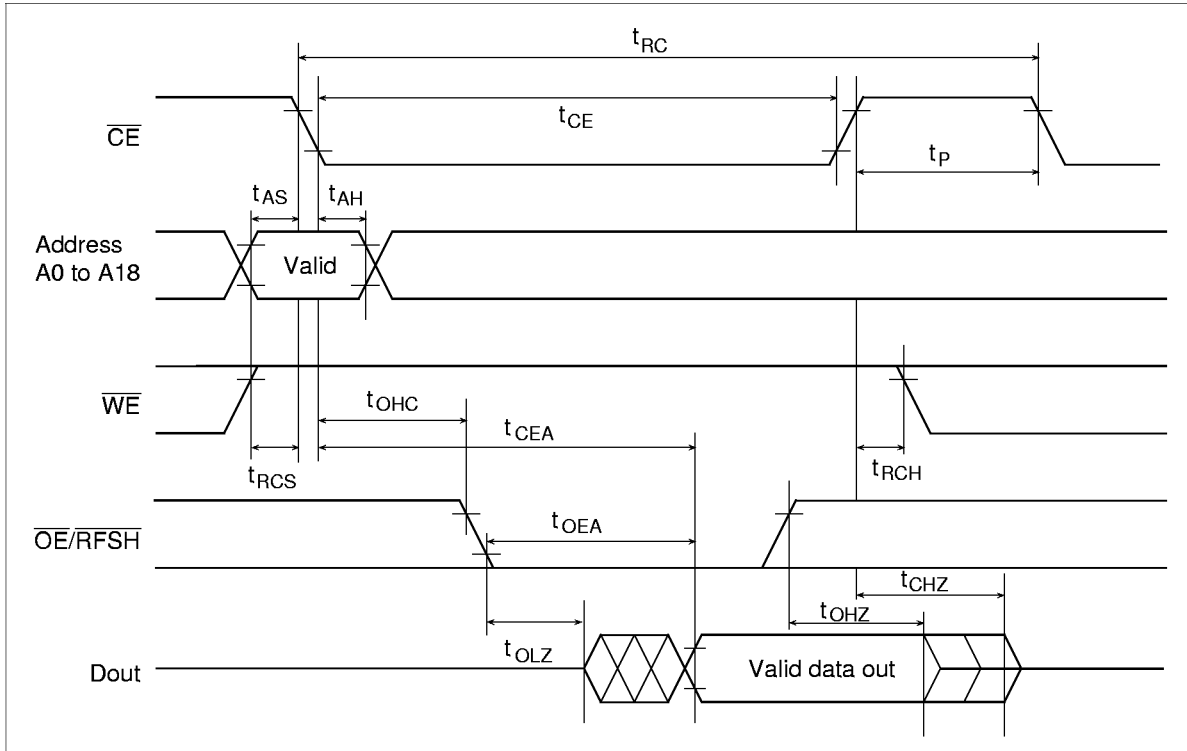 tRC
tCE
CE
tP
tAS tAH
Address
A0 to A18
Valid
WE
tOHC
tCEA
tRCS
tRCH
OE/RFSH
tOEA
tCHZ
tOHZ
tOLZ
Dout
Valid data out